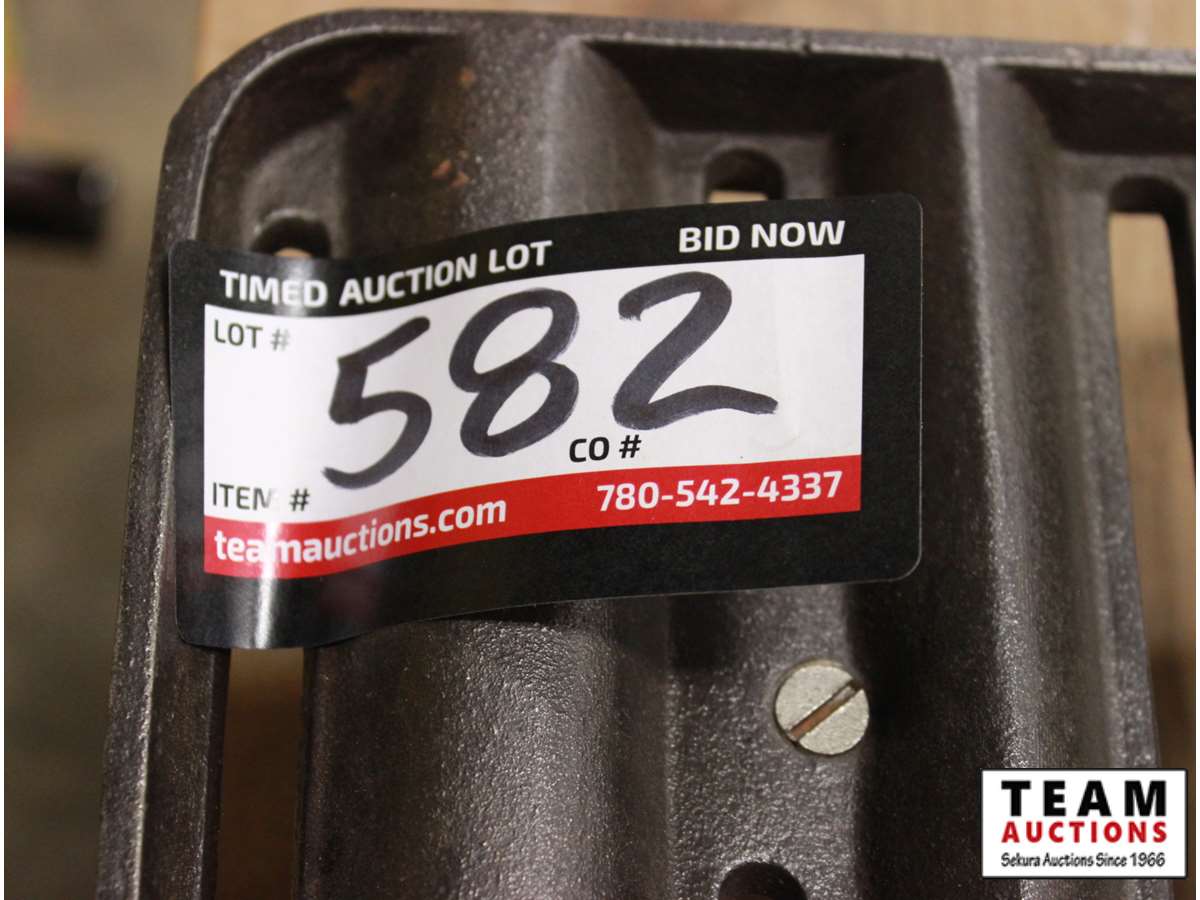 TIMED AUCTION LOT BID NOW
LOT # 582
CO #
ITEM #
teamauctions.com 780-542-4337
TEAM
AUCTIONS
Sekura Auctions Since 1966